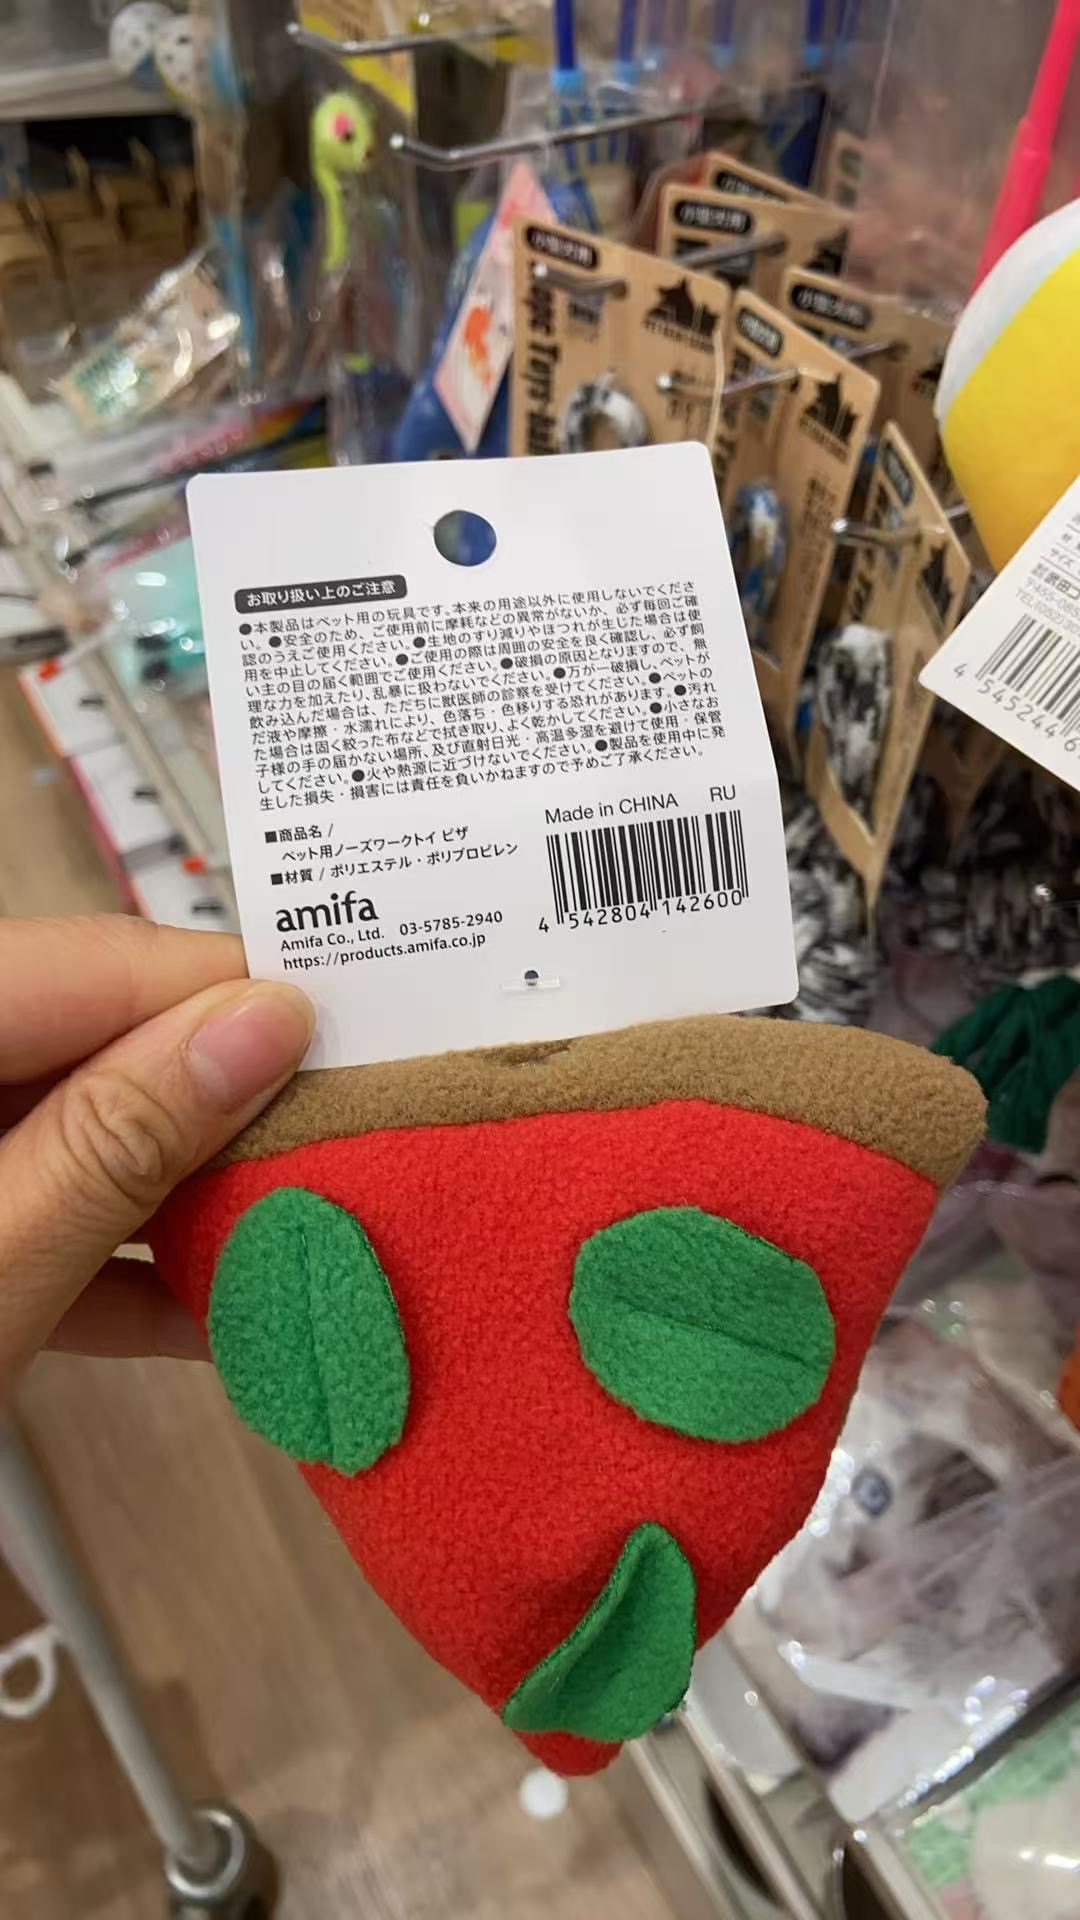 お取り扱い上のご注意
●本製品はペット用の玩具です。本来の用途以外に使用しないでくださ
い。●安全のため、ご使用前に摩耗などの異常がないか、必ず毎回ご確
認のうえご使用ください。●生地のすり減りやほつれが生じた場合は使
用を中止してください。●ご使用の際は周囲の安全を良く確認し、必ず飼
い主の目の届く範囲でご使用ください。●破損の原因となりますので、無
理な力を加えたり、乱暴に扱わないでください。●万が一破損し、ペットが
飲み込んだ場合は、ただちに獣医師の診察を受けてください。●ペットの
だ液や摩擦・水濡れにより、色落ち・色移りする恐れがあります。●汚れ
た場合は固く絞った布などで拭き取り、よく乾かしてください。●小さなお
子様の手の届かない場所、及び直射日光・高温多湿を避けて使用・保管
してください。●火や熱源に近づけないでください。●製品を使用中に発
生した損失・損害には責任を負いかねますので予めご了承ください。
■商品名 /
ペット用ノーズワークトイ ピザ
■材質 / ポリエステル・ポリプロピレン
amifa
Amifa Co., Ltd. 03-5785-2940
https://products.amifa.co.jp
Made in CHINA RU
4 542804 142600
小型犬用
4 545244 6